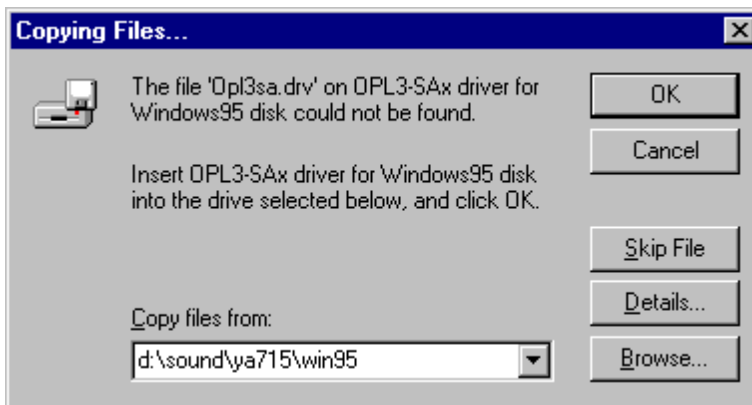 Copying Files...
The file 'Opl3sa.drv' on OPL3-SAx driver for
Windows95 disk could not be found.
Insert OPL3-SAx driver for Windows95 disk
into the drive selected below, and click OK.
Copy files from:
d:\sound\ya715\win95
OK
Cancel
Skip File
Details...
Browse...